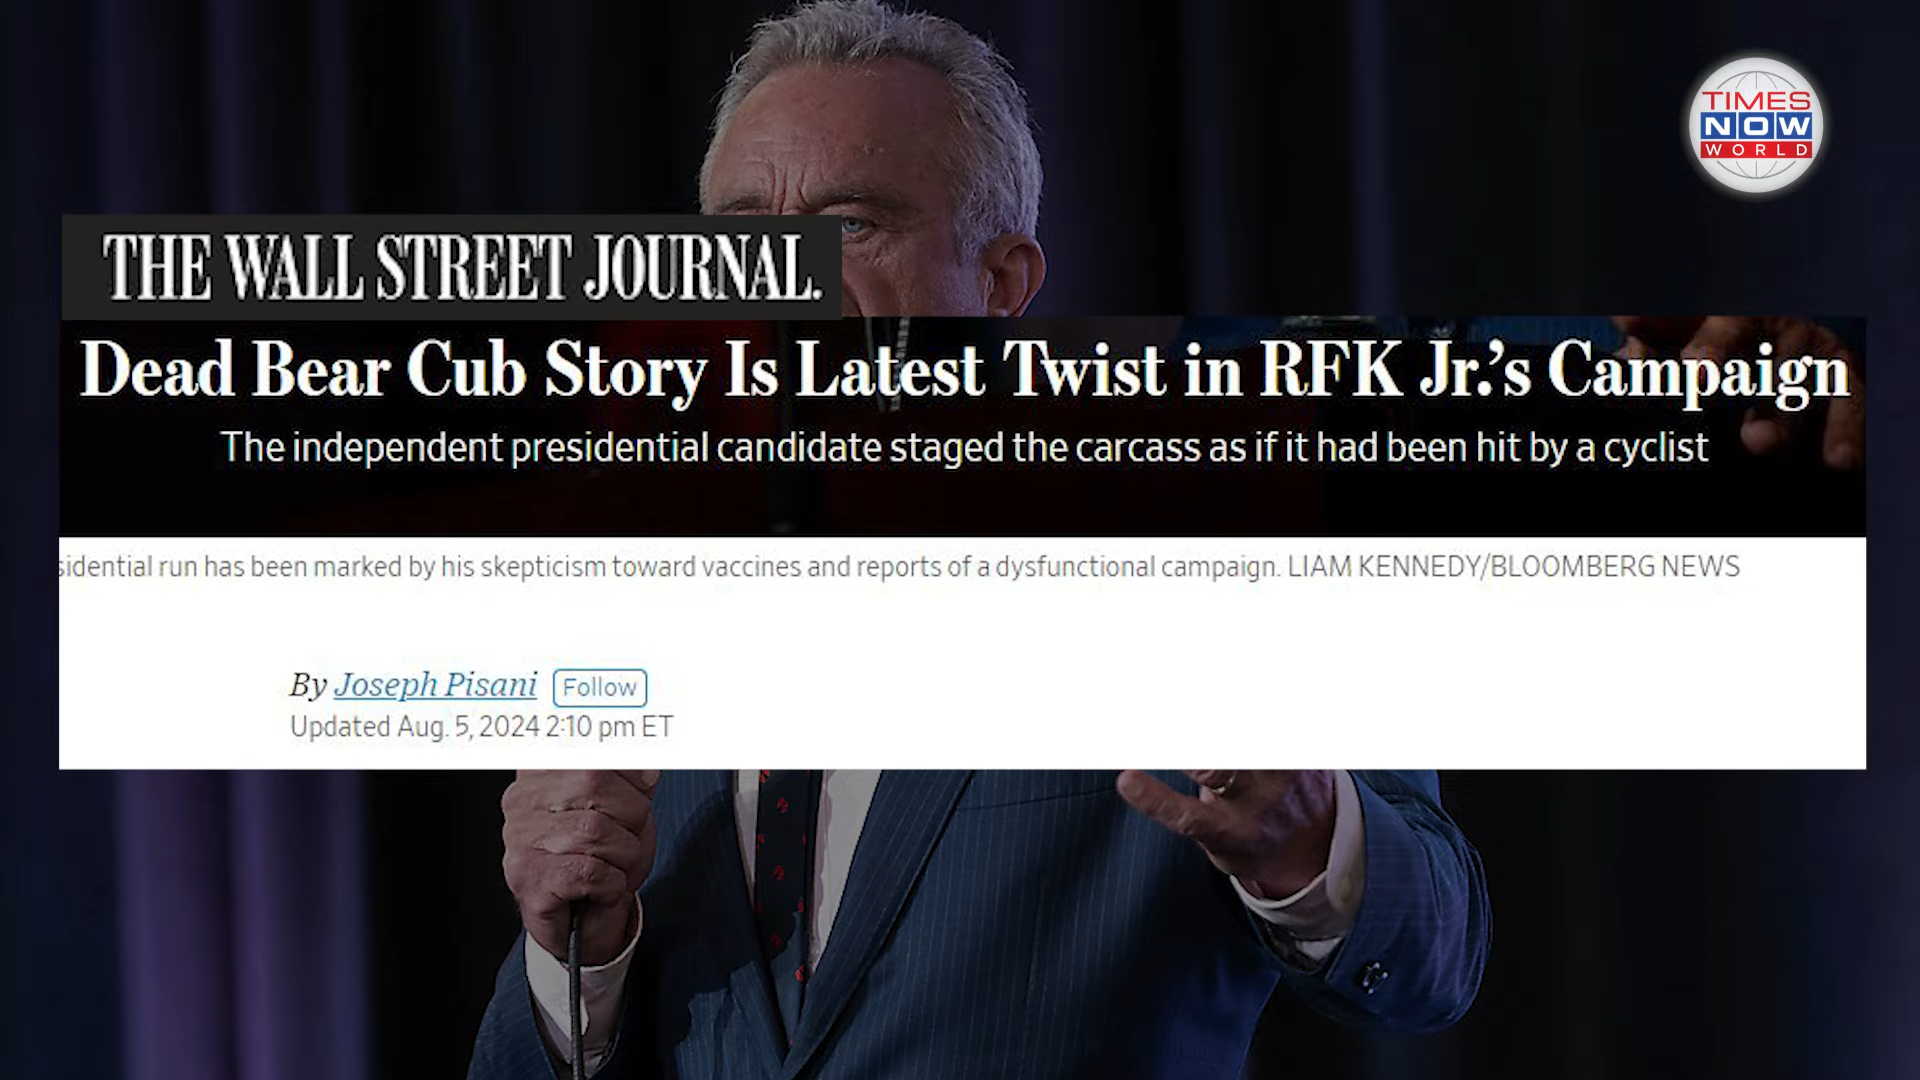 TIMES
NOW
WORLD
THE WALL STREET JOURNAL.
Dead Bear Cub Story Is Latest Twist in RFK Jr.’s Campaign
The independent presidential candidate staged the carcass as if it had been hit by a cyclist
sidential run has been marked by his skepticism toward vaccines and reports of a dysfunctional campaign. LIAM KENNEDY/BLOOMBERG NEWS
By Joseph Pisani Follow
Updated Aug. 5, 2024 2:10 pm ET